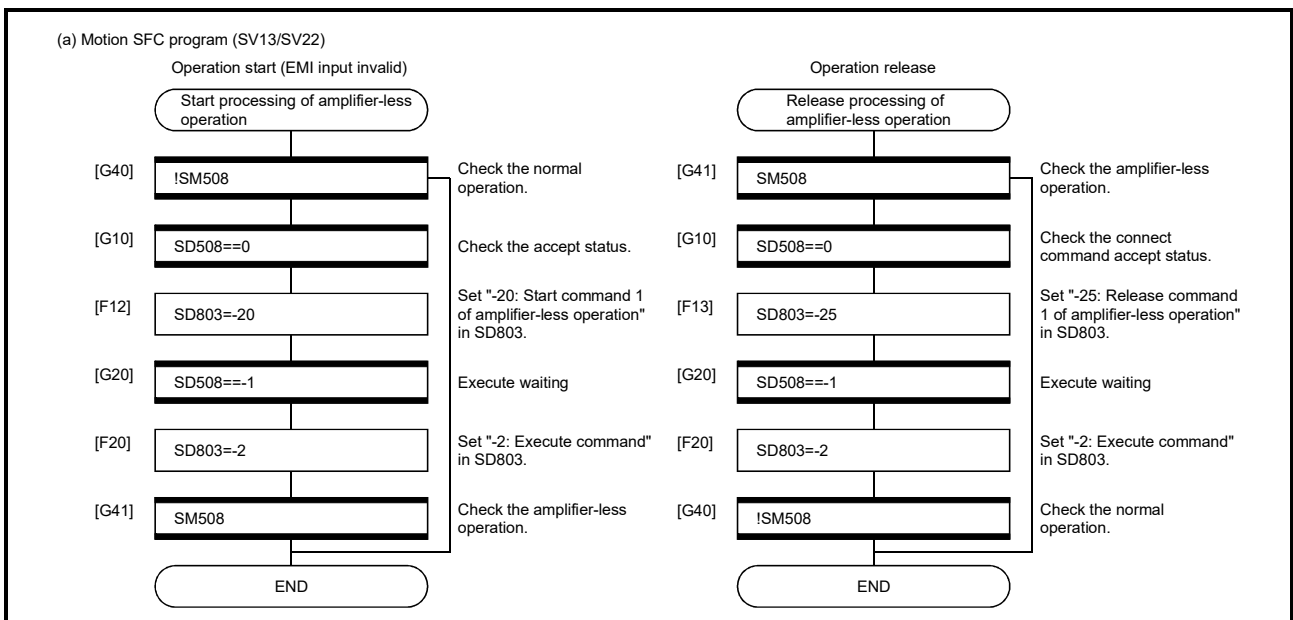 (a) Motion SFC program (SV13/SV22)
Operation start (EMI input invalid)
Start processing of amplifier-less
operation
[G40]
!SM508
Check the normal
operation.
[G10]
SD508==0
Check the accept status.
[F12]
SD803=-20
Set "-20: Start command 1
of amplifier-less operation"
in SD803.
[G20]
SD508==-1
Execute waiting
[F20]
SD803=-2
Set "-2: Execute command"
in SD803.
[G41]
SM508
Check the amplifier-less
operation.
END
Operation release
Release processing of
amplifier-less operation
[G41]
SM508
Check the amplifier-less
operation.
[G10]
SD508==0
Check the connect
command accept status.
[F13]
SD803=-25
Set "-25: Release command
1 of amplifier-less operation"
in SD803.
[G20]
SD508==-1
Execute waiting
[F20]
SD803=-2
Set "-2: Execute command"
in SD803.
[G40]
!SM508
Check the normal
operation.
END